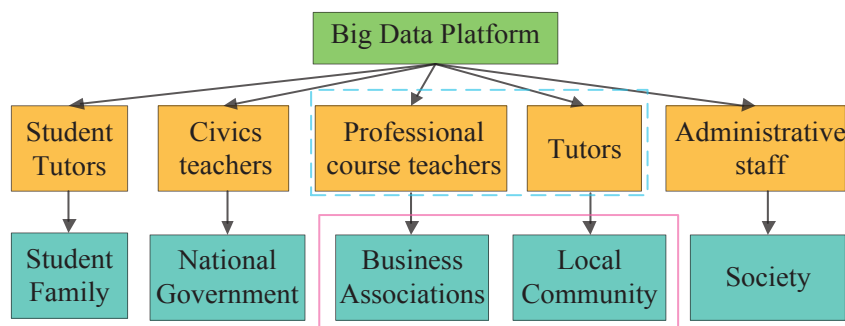 Big Data Platform
Student
Tutors
Civics
teachers
Professional
course teachers
Tutors
Administrative
staff
Student
Family
National
Government
Business
Associations
Local
Community
Society